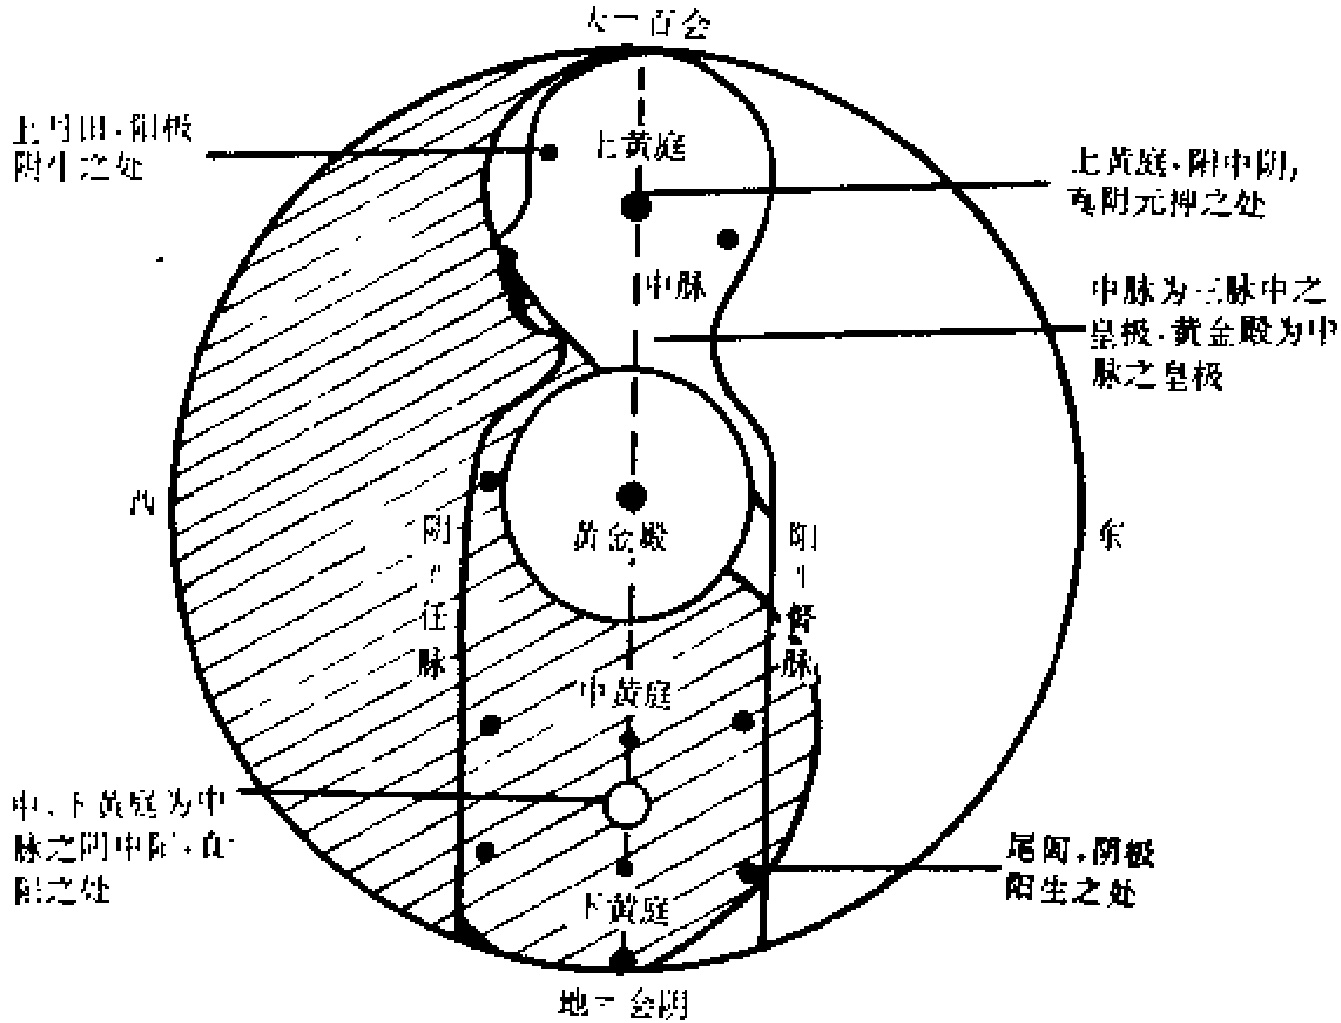 天一百会
上丹田·阳极
阴生之处
上黄庭
上黄庭·阳中阴,
真阴元神之处
中脉
中脉为三脉中之
皇极·黄金殿为中
脉之皇极
西
东
黄金殿
阴
任
脉
阳
督
脉
中黄庭
中、下黄庭为中
脉之阴中阳·真
阳之处
尾闾·阴极
阳生之处
下黄庭
地一会阴